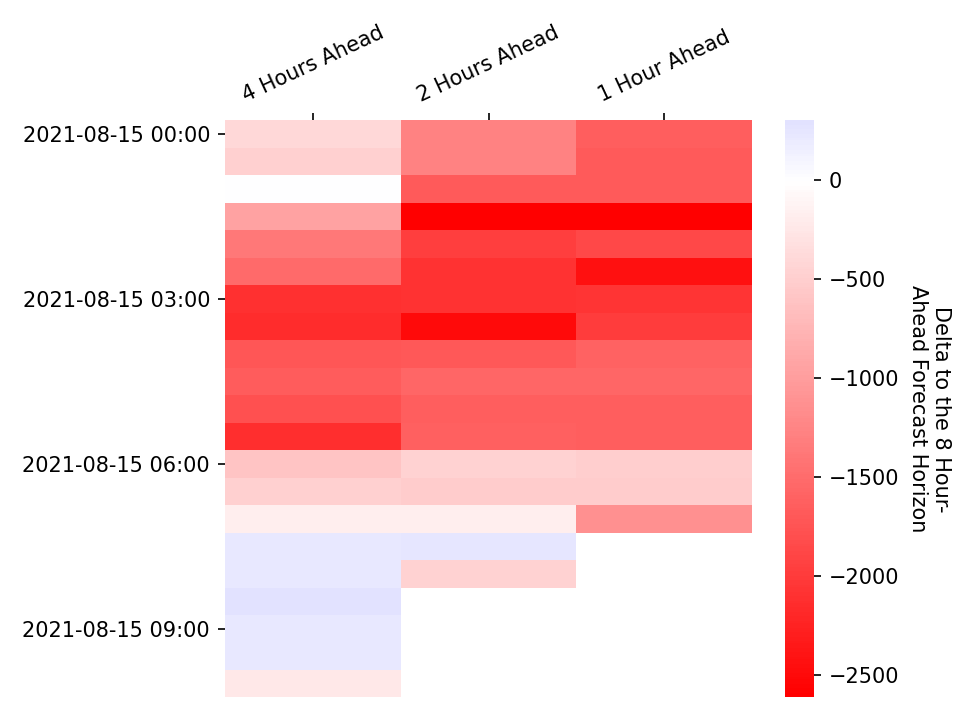 4 Hours Ahead
2 Hours Ahead
1 Hour Ahead
2021-08-15 00:00
2021-08-15 03:00
2021-08-15 06:00
2021-08-15 09:00
0
−500
−1000
−1500
−2000
−2500
Delta to the 8 Hour-
Ahead Forecast Horizon